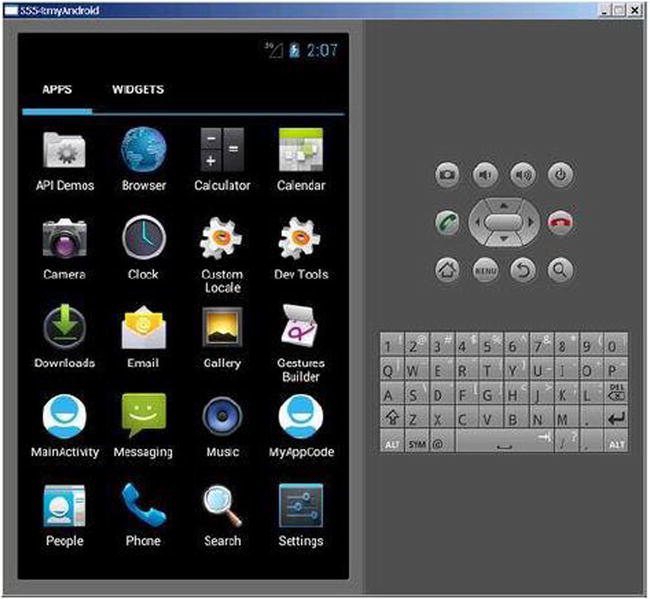 5554:myAndroid
3G 2:07
APPS WIDGETS
API Demos Browser Calculator Calendar
Camera Clock Custom Locale Dev Tools
Downloads Email Gallery Gestures Builder
MainActivity Messaging Music MyAppCode
People Phone Search Settings
MENU
1 ! 2 @ 3 # 4 $ 5 % 6 ^ 7 & 8 * 9 ( 0 )
Q W E R T Y U I O P
A S D F G H J K L DEL
Z X C V B N M .
ALT SYM @ / ? , ALT